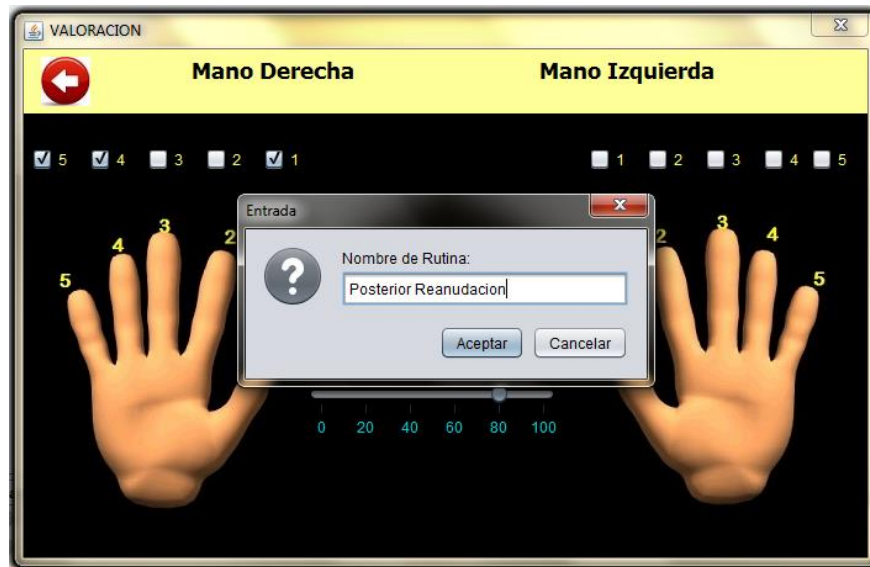 VALORACION
Mano Derecha Mano Izquierda
5 4 3 2 1 1 2 3 4 5
Entrada
3 3
4 2 2 4
5 5
Nombre de Rutina:
Posterior Reanudacion
Aceptar Cancelar
0 20 40 60 80 100